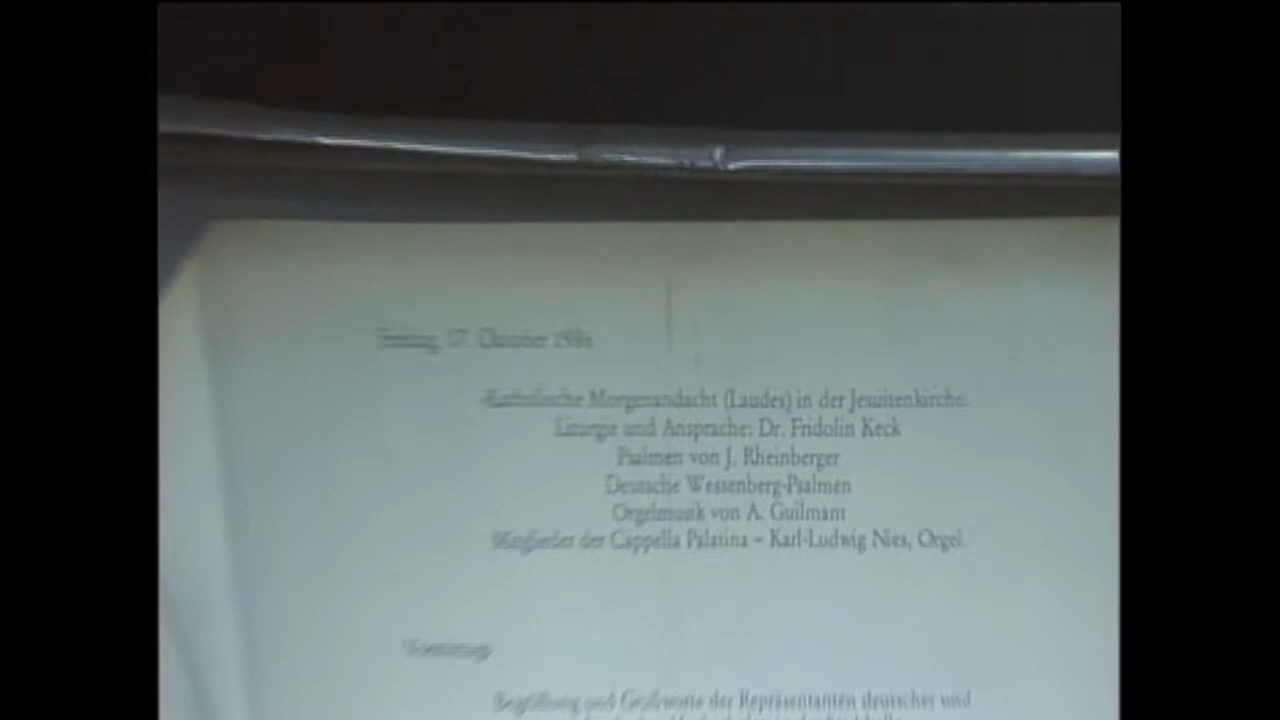 Freitag, 17. Oktober 1986
Katholische Morgenandacht (Laudes) in der Jesuitenkirche.
Liturgie und Ansprache: Dr. Fridolin Keck
Psalmen von J. Rheinberger
Deutsche Wessenberg-Psalmen
Orgelmusik von A. Guilmant
Mitglieder der Cappella Palatina – Karl-Ludwig Nies, Orgel
Begrüßung und Grußworte der Repräsentanten deutscher und